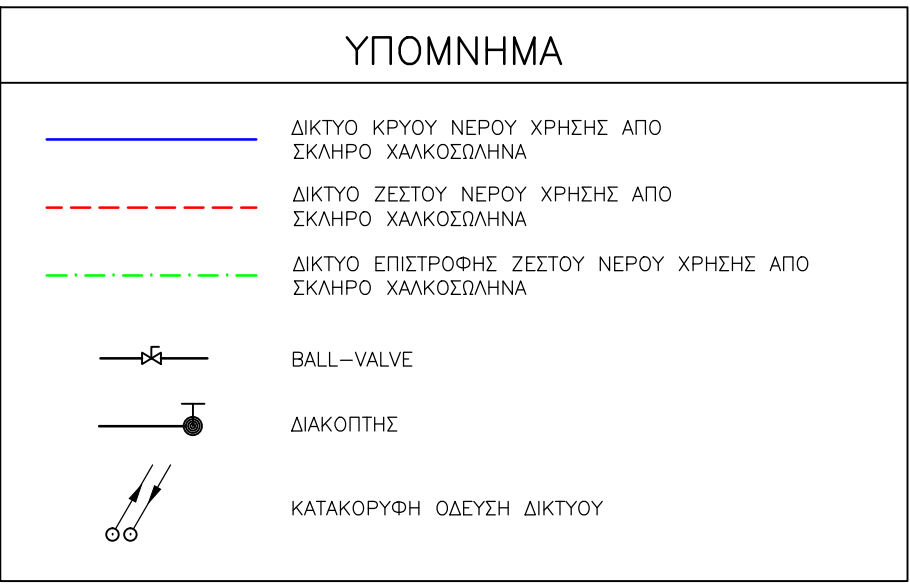 ΥΠΟΜΝΗΜΑ
ΔΙΚΤΥΟ ΚΡΥΟΥ ΝΕΡΟΥ ΧΡΗΣΗΣ ΑΠΟ
ΣΚΛΗΡΟ ΧΑΛΚΟΣΩΛΗΝΑ
ΔΙΚΤΥΟ ΖΕΣΤΟΥ ΝΕΡΟΥ ΧΡΗΣΗΣ ΑΠΟ
ΣΚΛΗΡΟ ΧΑΛΚΟΣΩΛΗΝΑ
ΔΙΚΤΥΟ ΕΠΙΣΤΡΟΦΗΣ ΖΕΣΤΟΥ ΝΕΡΟΥ ΧΡΗΣΗΣ ΑΠΟ
ΣΚΛΗΡΟ ΧΑΛΚΟΣΩΛΗΝΑ
BALL-VALVE
ΔΙΑΚΟΠΤΗΣ
ΚΑΤΑΚΟΡΥΦΗ ΟΔΕΥΣΗ ΔΙΚΤΥΟΥ